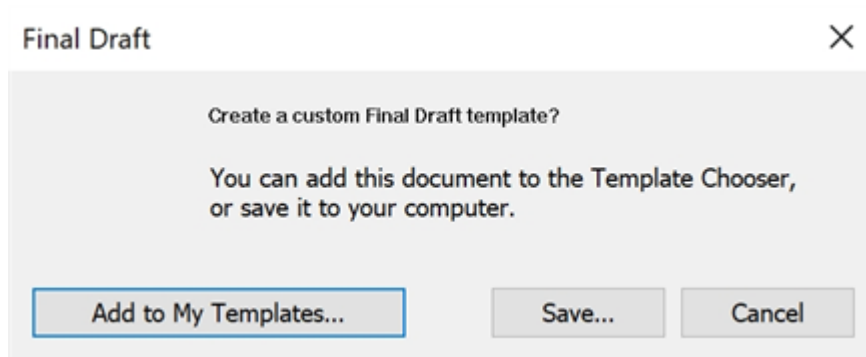 Final Draft
Create a custom Final Draft template?
You can add this document to the Template Chooser,
or save it to your computer.
Add to My Templates...
Save...
Cancel